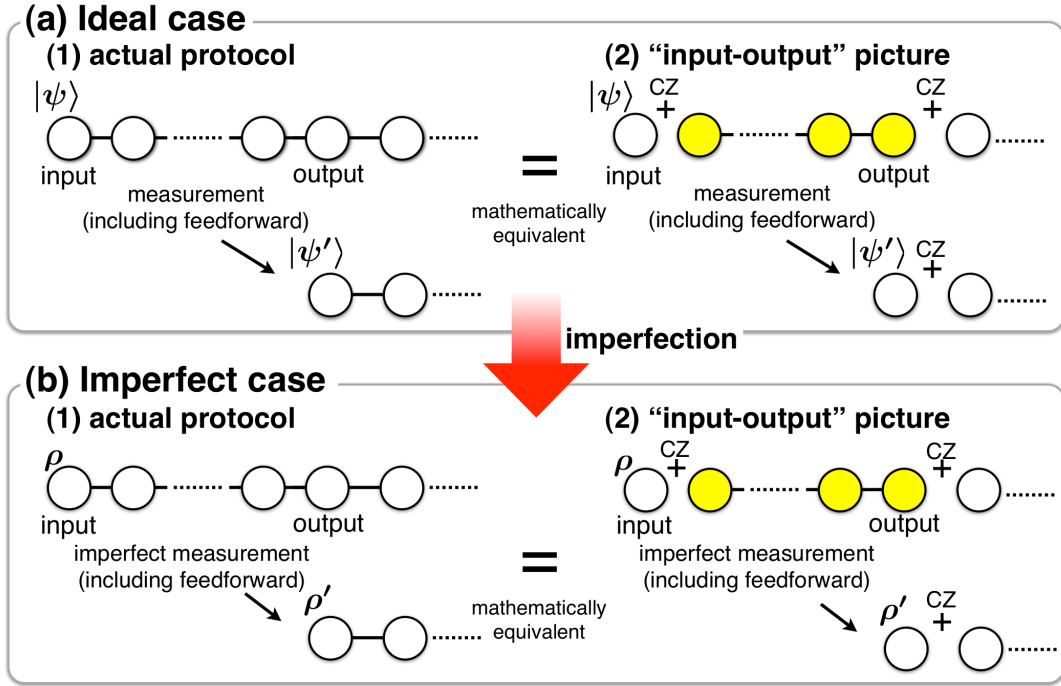 (a) Ideal case
(1) actual protocol
|ψ⟩
input
output
measurement
(including feedforward)
|ψ′⟩
=
mathematically
equivalent
(2) “input-output” picture
|ψ⟩
CZ
+
CZ
+
input
output
measurement
(including feedforward)
|ψ′⟩
CZ
+
imperfection
(b) Imperfect case
(1) actual protocol
ρ
input
output
imperfect measurement
(including feedforward)
ρ′
=
mathematically
equivalent
(2) “input-output” picture
ρ
CZ
+
CZ
+
input
output
imperfect measurement
(including feedforward)
ρ′
CZ
+